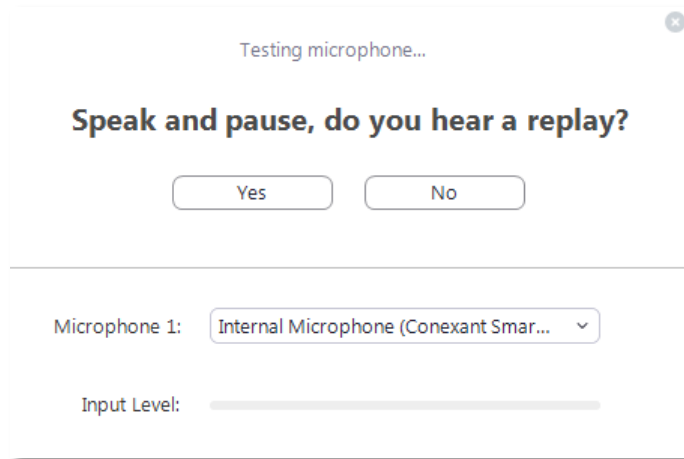 Testing microphone...
Speak and pause, do you hear a replay?
Yes No
Microphone 1: Internal Microphone (Conexant Smar...
Input Level: